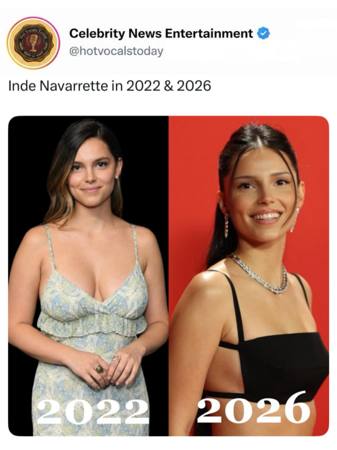 Celebrity News Entertainment
@hotvocalstoday
Inde Navarrette in 2022 & 2026
2022
2026